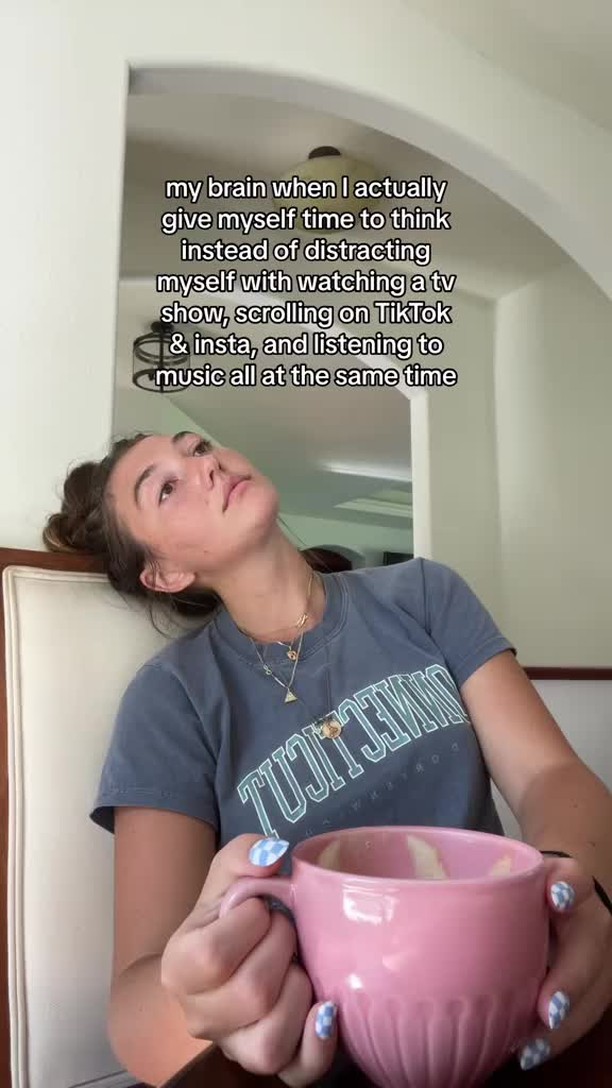 my brain when I actually
give myself time to think
instead of distracting
myself with watching a tv
show, scrolling on TikTok
& insta, and listening to
music all at the same time
CONNECTICUT